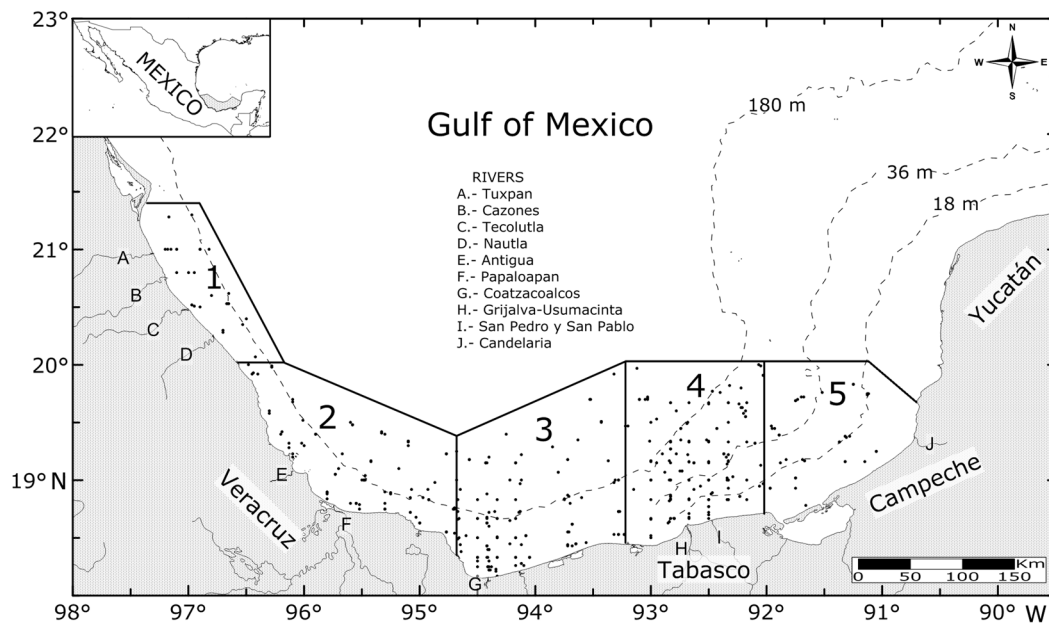 23°
22°
21°
20°
19° N
MEXICO
Gulf of Mexico
N
W E
S
180 m
36 m
18 m
RIVERS
A.- Tuxpan
B.- Cazones
C.- Tecolutla
D.- Nautla
E.- Antigua
F.- Papaloapan
G.- Coatzacoalcos
H.- Grijalva-Usumacinta
I.- San Pedro y San Pablo
J.- Candelaria
A
B
C
D
E
F
G
H
I
J
1
2
3
4
5
Veracruz
Tabasco
Campeche
Yucatán
Km
0 50 100 150
98° 97° 96° 95° 94° 93° 92° 91° 90° W